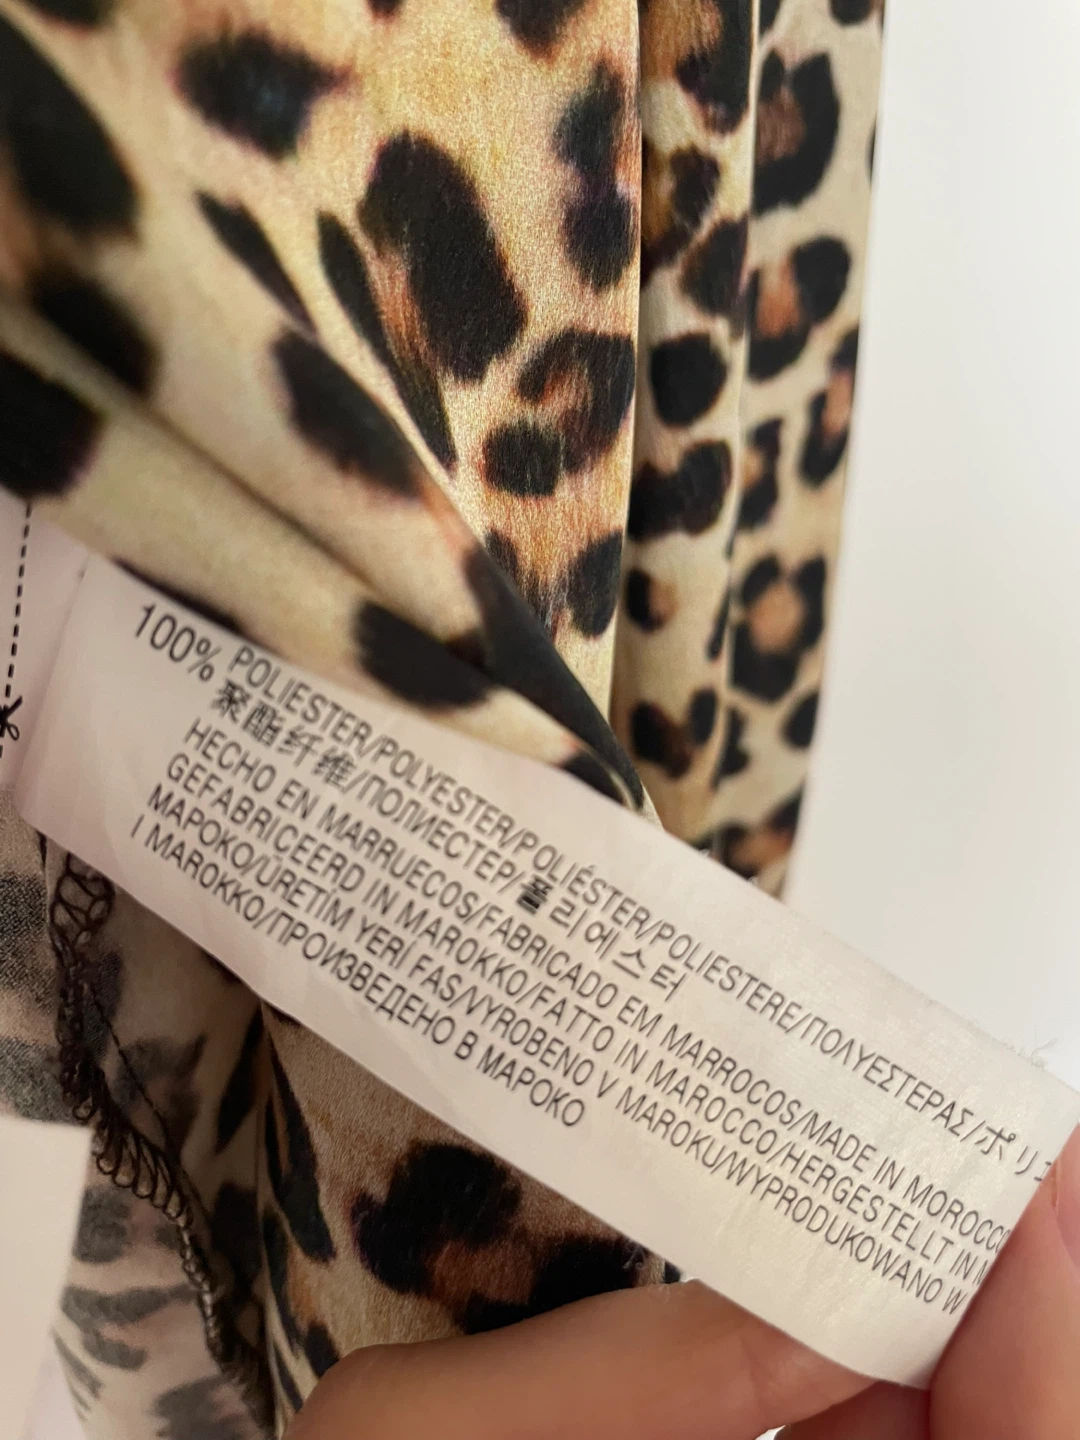 100% POLIESTER/POLYESTER/POLIÉSTER/POLIESTERE/ΠΟΛΥΕΣΤΕΡΑΣ/ポリエ
聚酯纤维/ПОЛИЕСТЕР/폴리에스터
HECHO EN MARRUECOS/FABRICADO EM MARROCOS/MADE IN MOROCCO
GEFABRICEERD IN MAROKKO/FATTO IN MAROCCO/HERGESTELLT IN M
MAPOKO/ÜRETİM YERİ FAS/VYROBENO V MAROKU/WYPRODUKOWANO W
I MAROKKO/ПРОИЗВЕДЕНО В МАРОКО